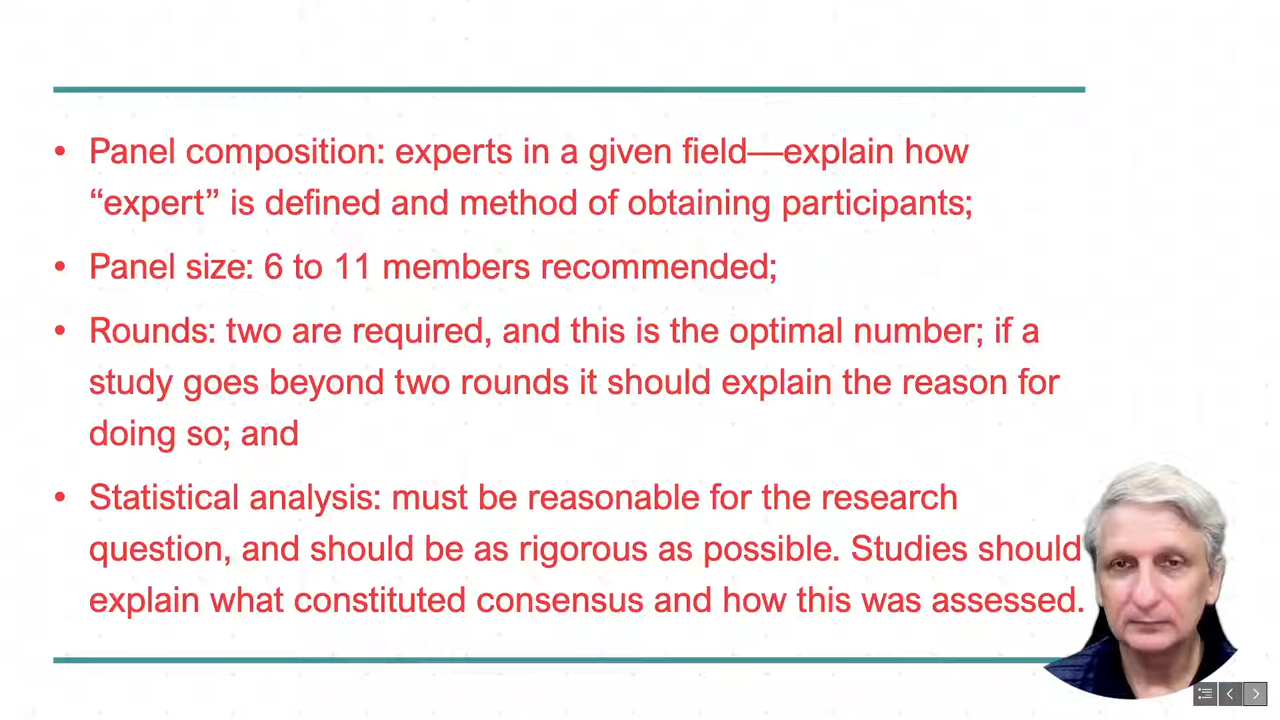 • Panel composition: experts in a given field—explain how
“expert” is defined and method of obtaining participants;
• Panel size: 6 to 11 members recommended;
• Rounds: two are required, and this is the optimal number; if a
study goes beyond two rounds it should explain the reason for
doing so; and
• Statistical analysis: must be reasonable for the research
question, and should be as rigorous as possible. Studies should
explain what constituted consensus and how this was assessed.